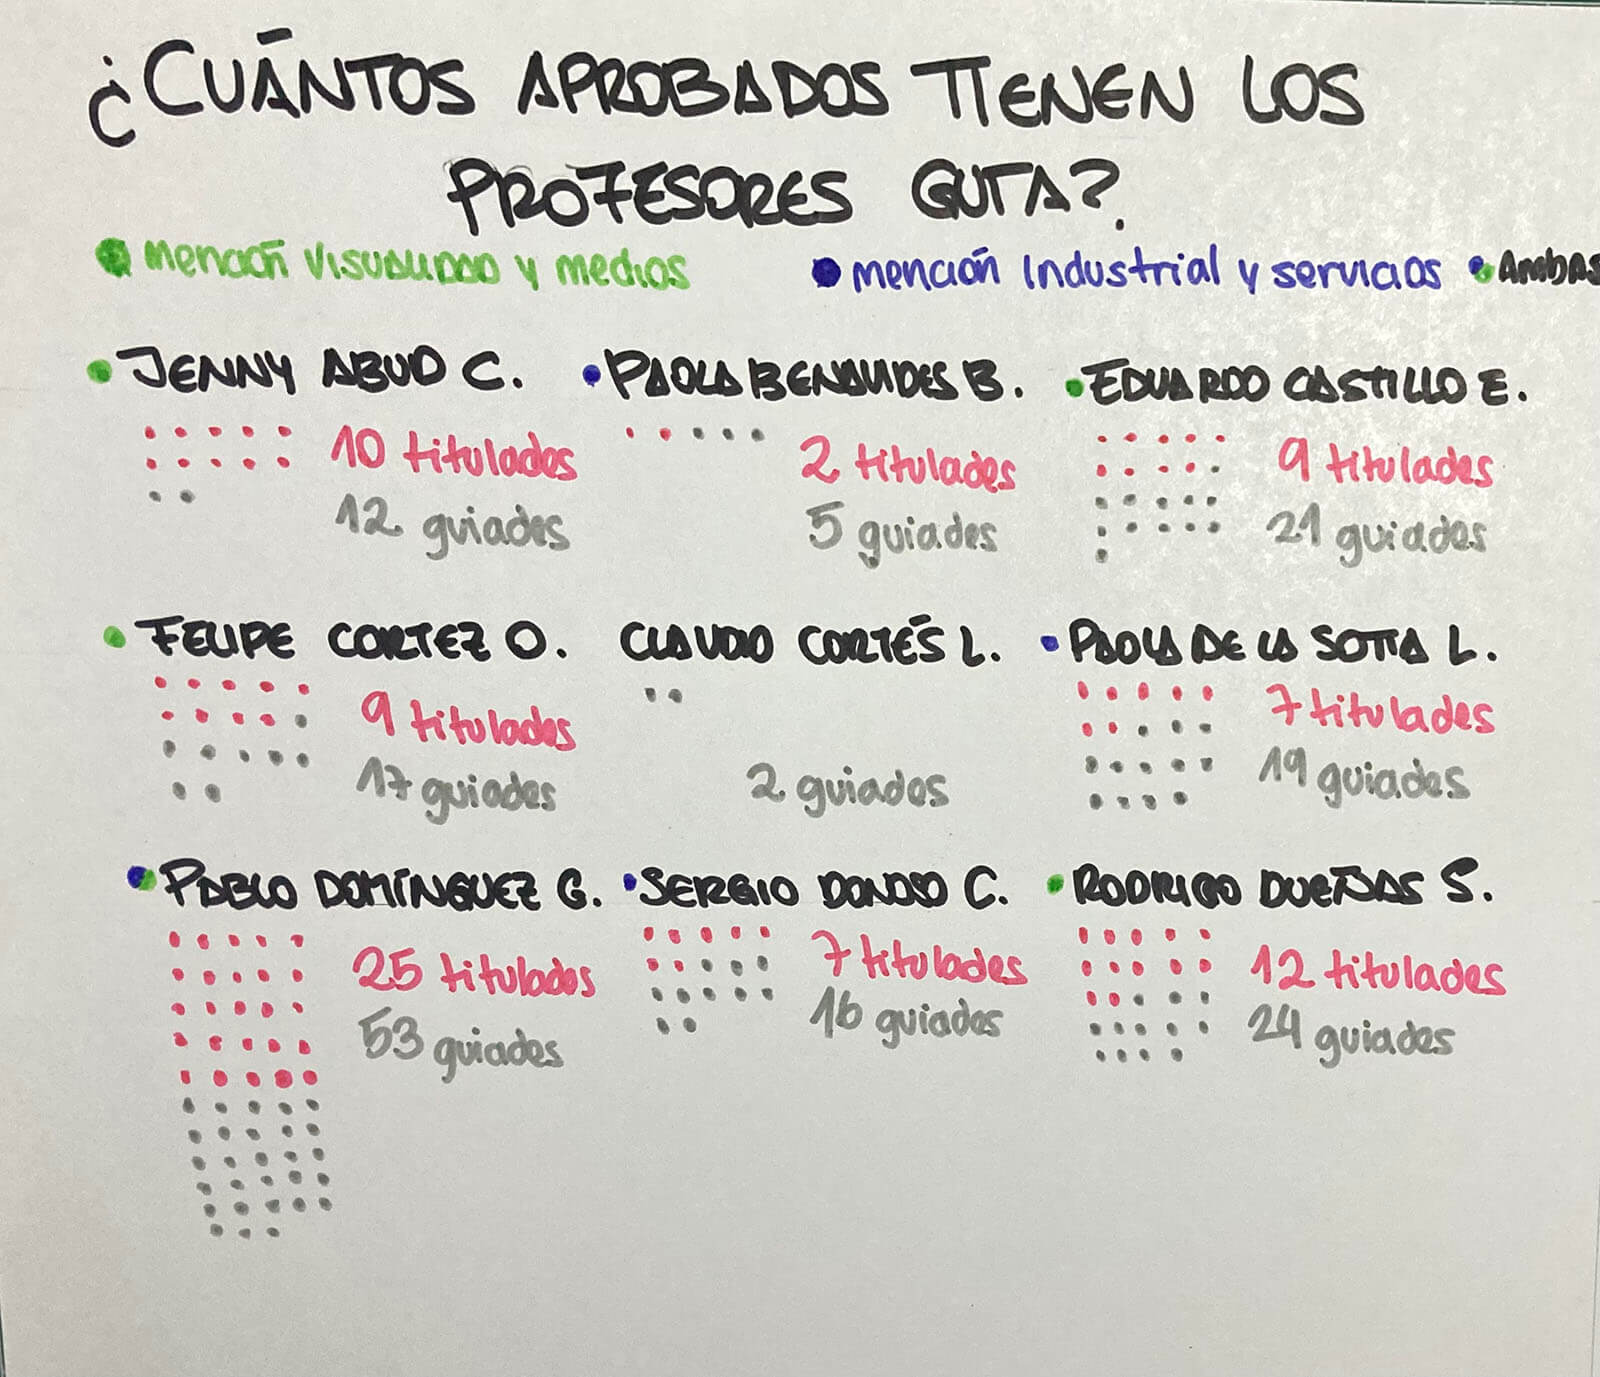 ¿CUÁNTOS APROBADOS TIENEN LOS
PROFESORES GUÍA?
mención visualidad y medios mención industrial y servicios Ambas
JENNY ABUD C. PAOLA BENAVIDES B. EDUARDO CASTILLO E.
10 titulades 2 titulades 9 titulades
12 guiades 5 guiades 21 guiades
FELIPE CORTEZ O. CLAUDIO CORTÉS L. PAOLA DE LA SOTTA L.
9 titulades 7 titulades
17 guiades 2 guiades 19 guiades
PABLO DOMÍNGUEZ G. SERGIO DONOSO C. RODRIGO DUEÑAS S.
25 titulades 7 titulades 12 titulades
53 guiades 16 guiades 24 guiades